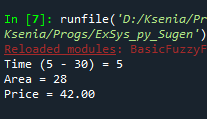 In [7]: runfile('D:/Ksenia/Prog
Ksenia/Progs/ExSys_py_Sugen')
Reloaded modules: BasicFuzzyF
Time (5 - 30) = 5
Area = 28
Price = 42.00